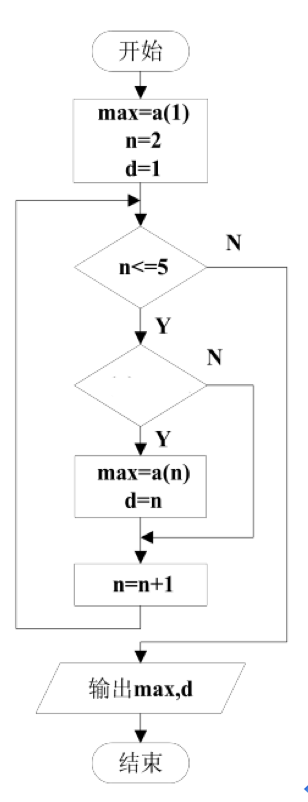 开始
max=a(1)
n=2
d=1
N
n<=5
Y
N
Y
max=a(n)
d=n
n=n+1
输出max,d
结束